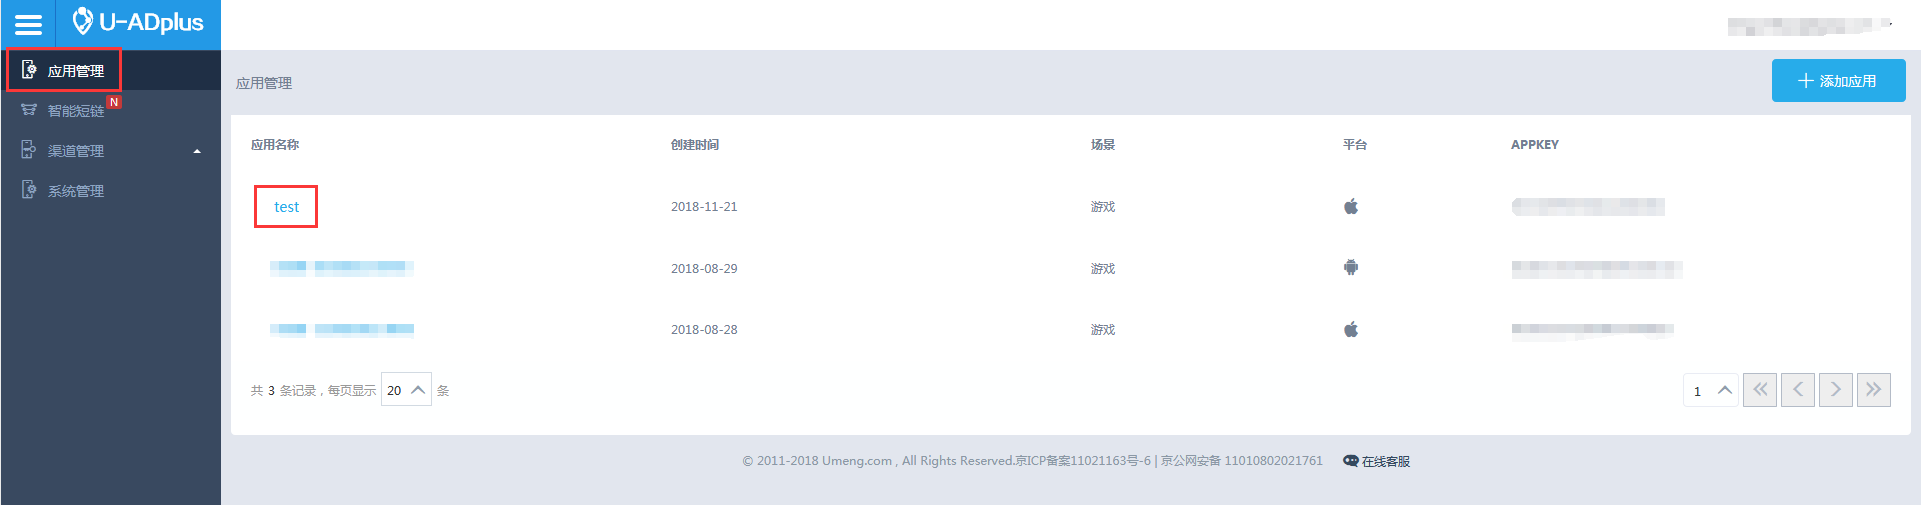 U-ADplus
应用管理
智能短链 N
渠道管理
系统管理
应用管理
添加应用
应用名称 创建时间 场景 平台 APPKEY
test 2018-11-21 游戏
2018-08-29 游戏
2018-08-28 游戏
共 3 条记录，每页显示 20 条
1
© 2011-2018 Umeng.com , All Rights Reserved.京ICP备案11021163号-6 | 京公网安备 11010802021761 在线客服